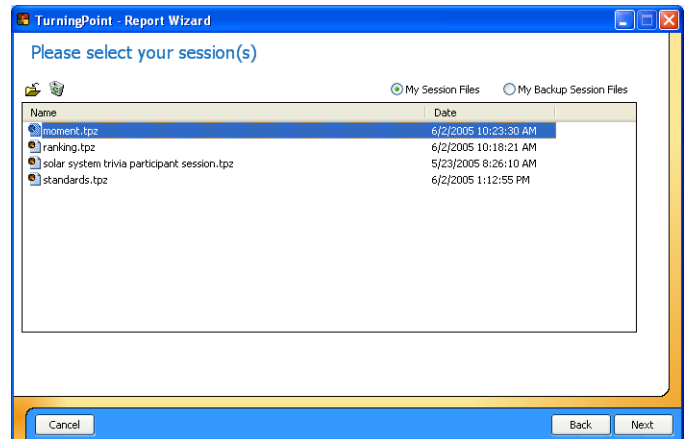 TurningPoint - Report Wizard
Please select your session(s)
My Session Files My Backup Session Files
Name Date
moment.tpz 6/2/2005 10:23:30 AM
ranking.tpz 6/2/2005 10:18:21 AM
solar system trivia participant session.tpz 5/23/2005 8:26:10 AM
standards.tpz 6/2/2005 1:12:55 PM
Cancel Back Next